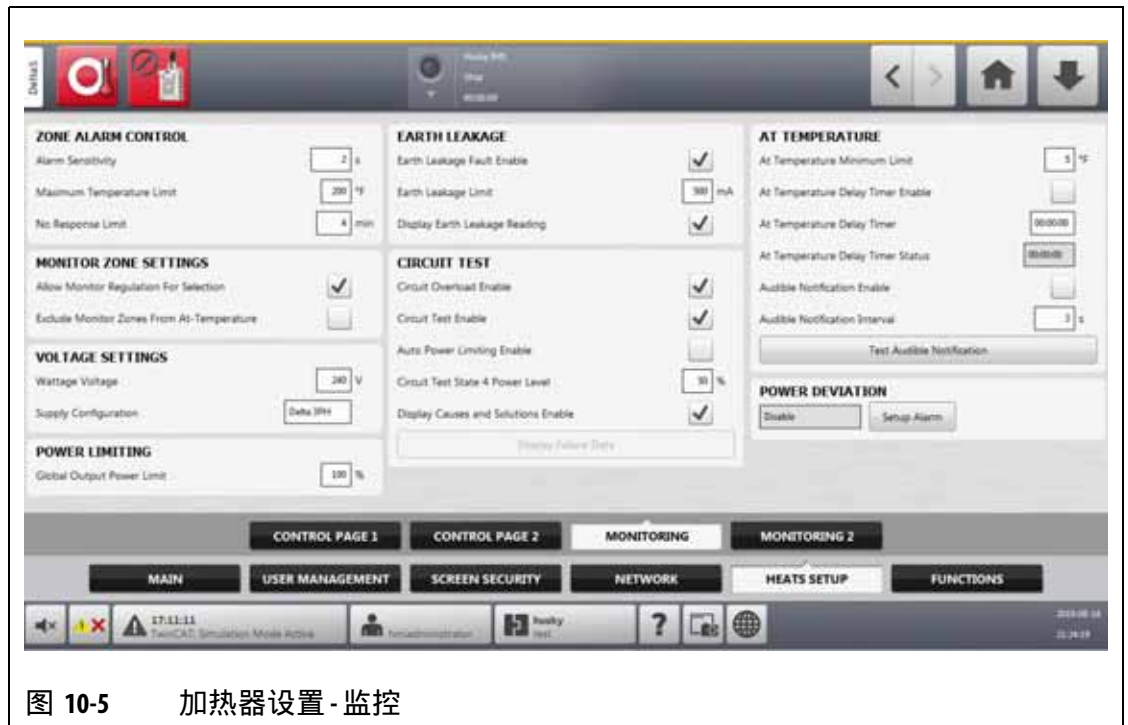 Delta5
ZONE ALARM CONTROL
Alarm Sensitivity 2 s
Maximum Temperature Limit 200 °F
No Response Limit 4 min
MONITOR ZONE SETTINGS
Allow Monitor Regulation For Selection
Exclude Monitor Zones From At-Temperature
VOLTAGE SETTINGS
Wattage Voltage 240 V
Supply Configuration Delta 3PH
POWER LIMITING
Global Output Power Limit 100 %
EARTH LEAKAGE
Earth Leakage Fault Enable
Earth Leakage Limit 500 mA
Display Earth Leakage Reading
CIRCUIT TEST
Circuit Overload Enable
Circuit Test Enable
Auto Power Limiting Enable
Circuit Test State 4 Power Level %
Display Causes and Solutions Enable
Display Failure Data
AT TEMPERATURE
At Temperature Minimum Limit 5 °F
At Temperature Delay Timer Enable
At Temperature Delay Timer 00:00:00
At Temperature Delay Timer Status 00:00:00
Audible Notification Enable
Audible Notification Interval 3 s
Test Audible Notification
POWER DEVIATION
Disable Setup Alarm
CONTROL PAGE 1 CONTROL PAGE 2 MONITORING MONITORING 2
MAIN USER MANAGEMENT SCREEN SECURITY NETWORK HEATS SETUP FUNCTIONS
17:11:11
TwinCAT: Simulation Mode Active
hmiadministrator
husky
test
?
图 10-5 加热器设置 - 监控